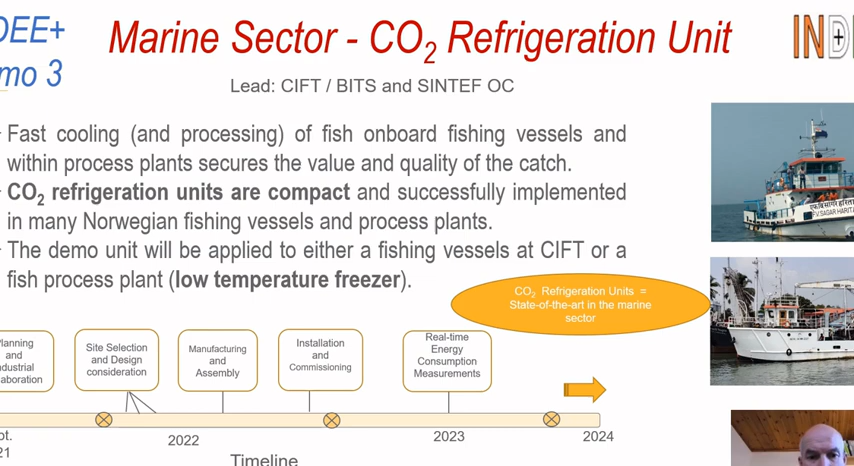 DEE+
mo 3
Marine Sector - CO2 Refrigeration Unit
IND
Lead: CIFT / BITS and SINTEF OC
Fast cooling (and processing) of fish onboard fishing vessels and
within process plants secures the value and quality of the catch.
CO2 refrigeration units are compact and successfully implemented
in many Norwegian fishing vessels and process plants.
The demo unit will be applied to either a fishing vessels at CIFT or a
fish process plant (low temperature freezer).
CO2 Refrigeration Units =
State-of-the-art in the marine
sector
lanning
and
dustrial
aboration
Site Selection
and Design
consideration
Manufacturing
and
Assembly
Installation
and
Commissioning
Real-time
Energy
Consumption
Measurements
pt.
21
2022
2023
2024
Timeline